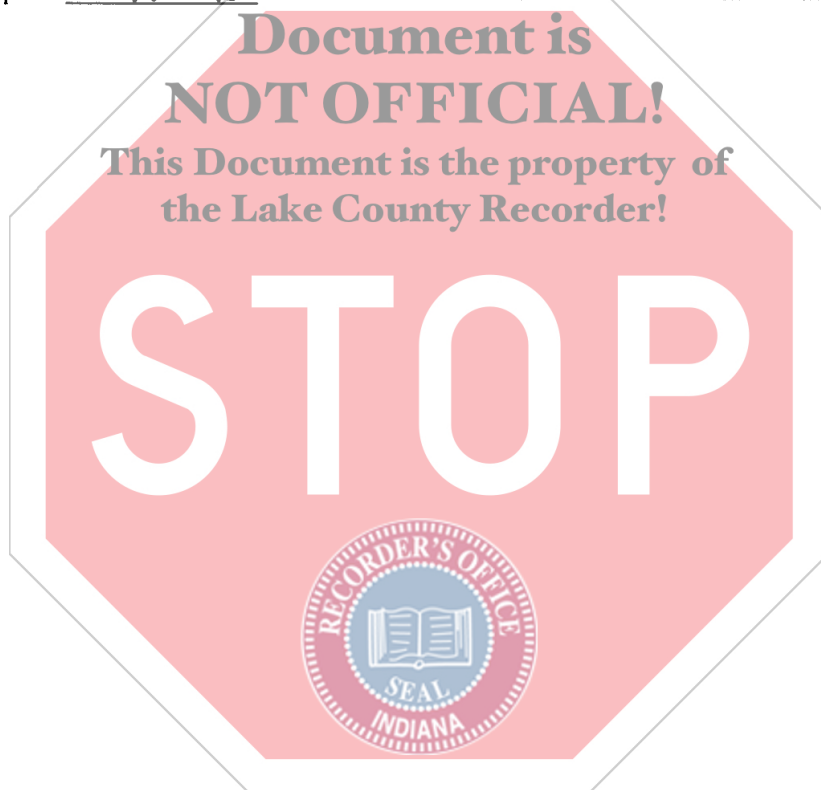 Document is
NOT OFFICIAL!
This Document is the property of
the Lake County Recorder!
STOP
RECORDER'S OFFICE
SEAL
INDIANA